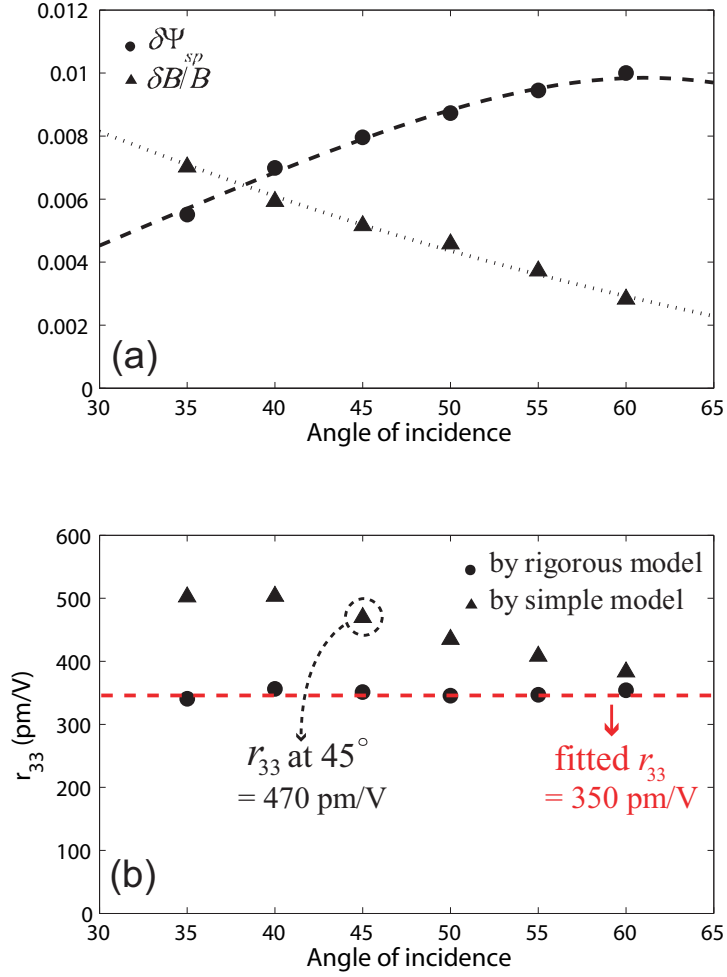 0.012
0.01
0.008
0.006
0.004
0.002
0
δΨsp
δB/B
(a)
30 35 40 45 50 55 60 65
Angle of incidence
r33 (pm/V)
600
500
400
300
200
100
0
by rigorous model
by simple model
r33 at 45°
= 470 pm/V
fitted r33
= 350 pm/V
(b)
30 35 40 45 50 55 60 65
Angle of incidence